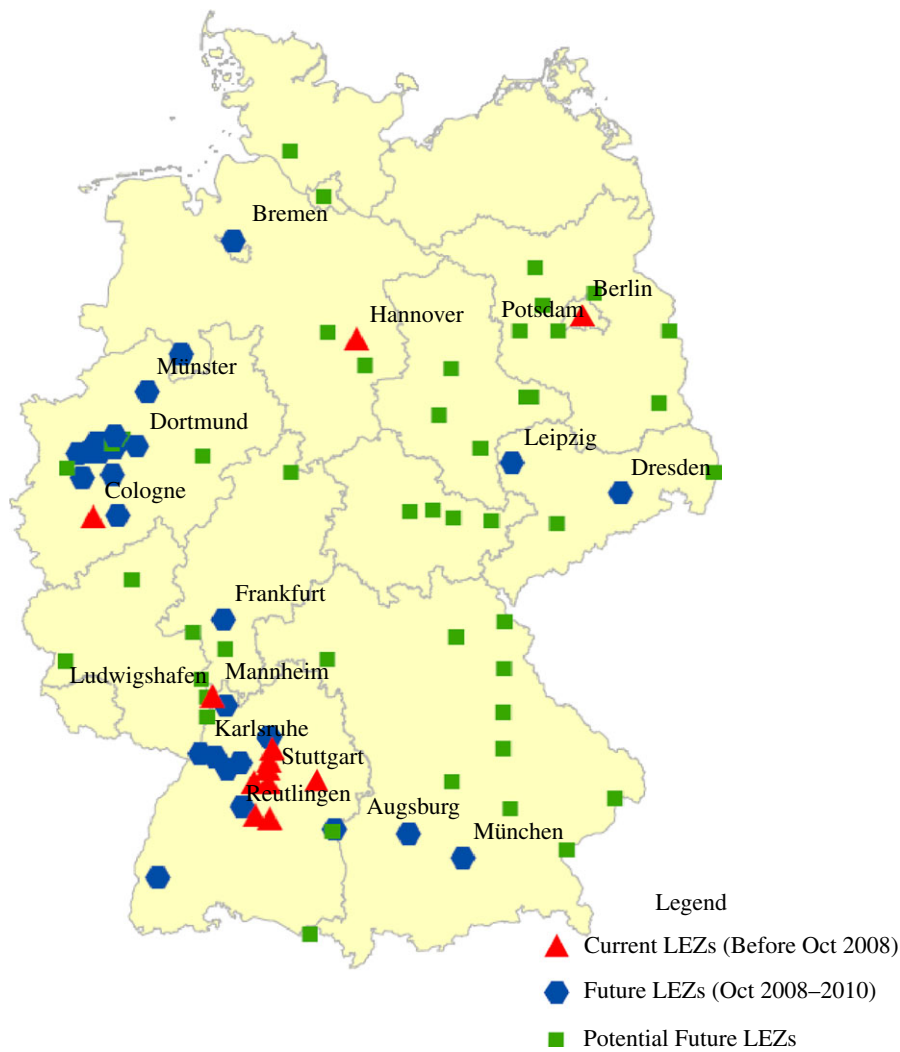 Bremen
Berlin
Potsdam
Hannover
Münster
Dortmund
Leipzig
Dresden
Cologne
Frankfurt
Ludwigshafen
Mannheim
Karlsruhe
Stuttgart
Reutlingen
Augsburg
München
Legend
Current LEZs (Before Oct 2008)
Future LEZs (Oct 2008–2010)
Potential Future LEZs